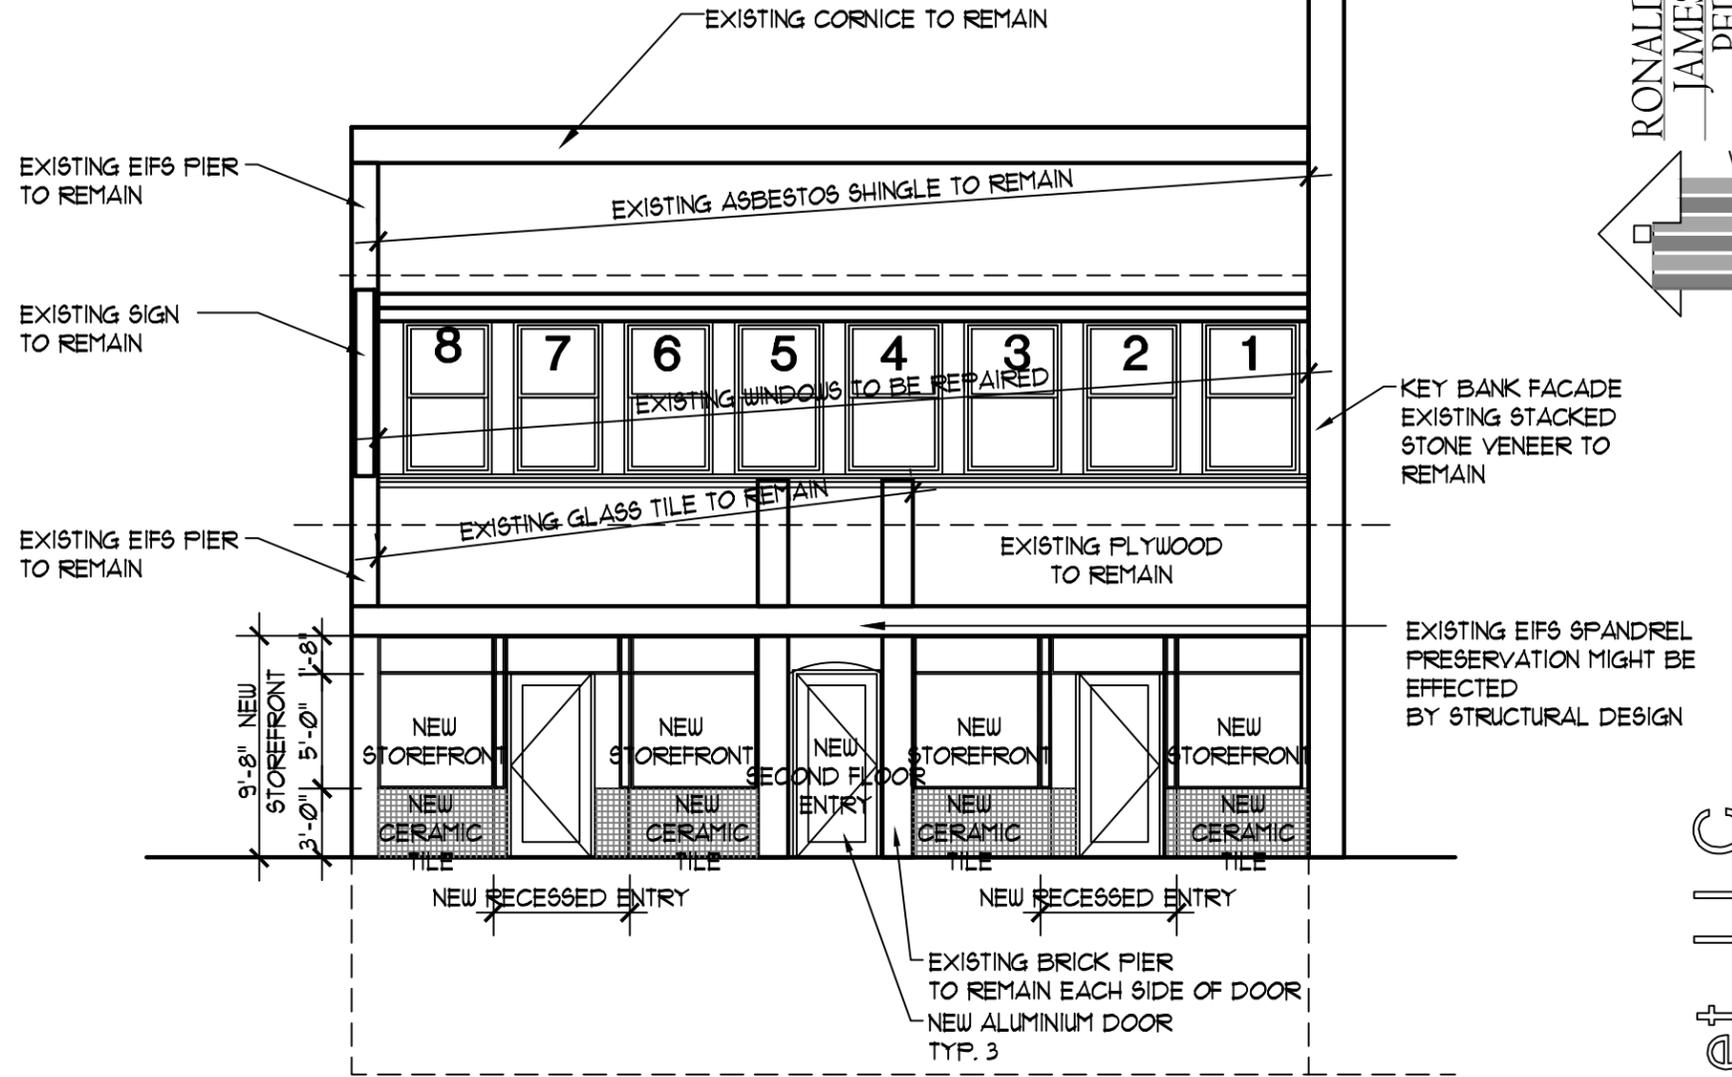 EXISTING CORNICE TO REMAIN
RONALD
JAMES
EXISTING EIFS PIER
TO REMAIN
EXISTING ASBESTOS SHINGLE TO REMAIN
EXISTING SIGN
TO REMAIN
8 7 6 5 4 3 2 1
EXISTING WINDOWS TO BE REPAIRED
KEY BANK FACADE
EXISTING STACKED
STONE VENEER TO
REMAIN
EXISTING GLASS TILE TO REMAIN
EXISTING EIFS PIER
TO REMAIN
EXISTING PLYWOOD
TO REMAIN
EXISTING EIFS SPANDREL
PRESERVATION MIGHT BE
EFFECTED
BY STRUCTURAL DESIGN
9'-8" NEW
STOREFRONT
1'-8"
5'-0"
3'-0"
NEW
STOREFRONT
NEW
STOREFRONT
NEW
SECOND FLOOR
ENTRY
NEW
STOREFRONT
NEW
STOREFRONT
NEW
CERAMIC
TILE
NEW
CERAMIC
TILE
NEW
CERAMIC
TILE
NEW
CERAMIC
TILE
NEW RECESSED ENTRY
NEW RECESSED ENTRY
EXISTING BRICK PIER
TO REMAIN EACH SIDE OF DOOR
NEW ALUMINIUM DOOR
TYP. 3
et LLC